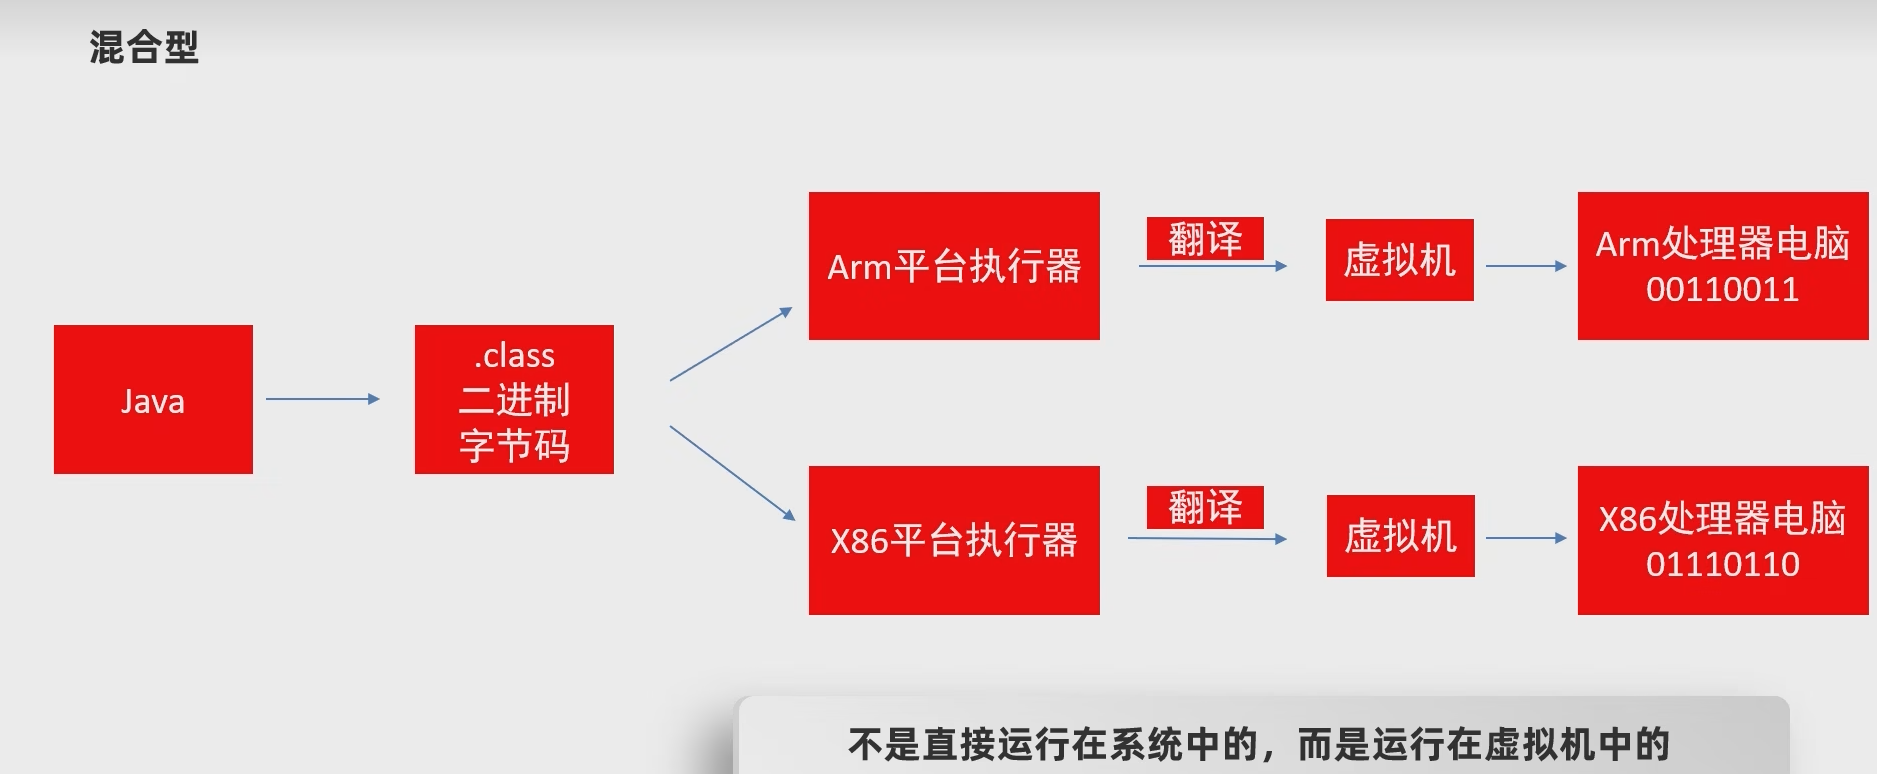 混合型
Java
.class
二进制
字节码
Arm平台执行器
翻译
虚拟机
Arm处理器电脑
00110011
X86平台执行器
翻译
虚拟机
X86处理器电脑
01110110
不是直接运行在系统中的，而是运行在虚拟机中的